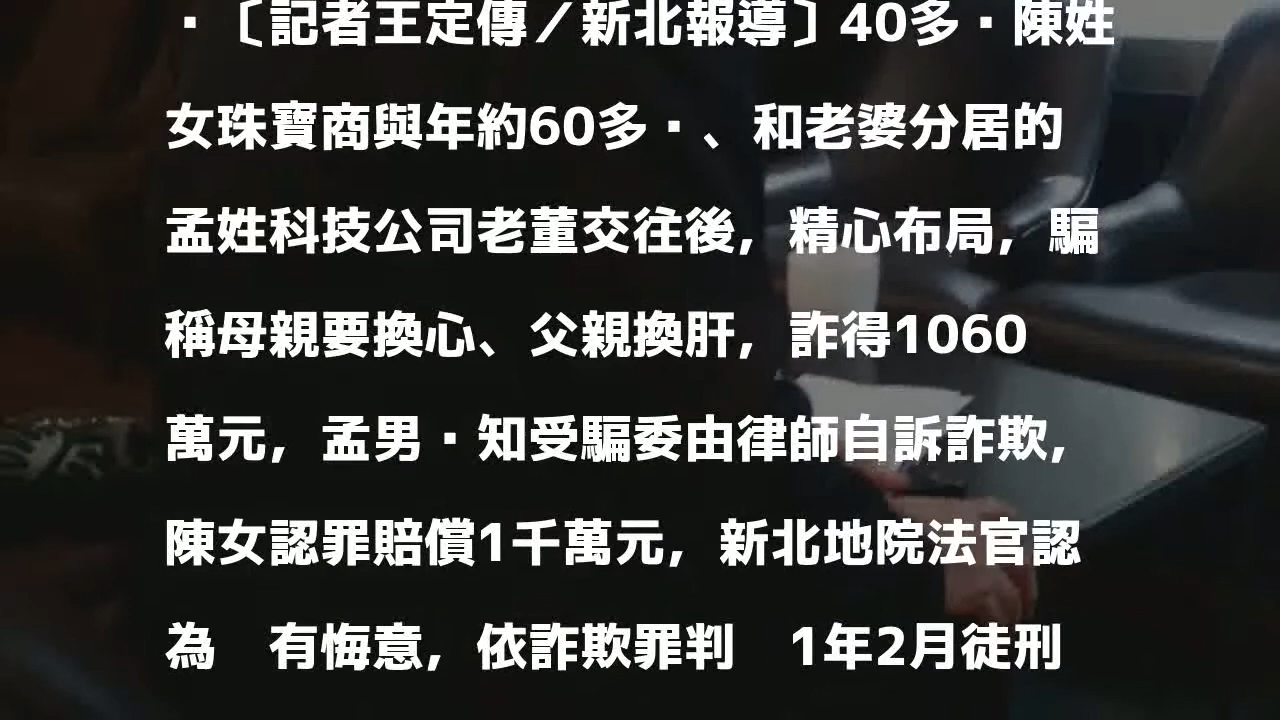 ▪〔記者王定傳／新北報導〕40多▪陳姓
女珠寶商與年約60多▪、和老婆分居的
孟姓科技公司老董交往後，精心布局，騙
稱母親要換心、父親換肝，詐得1060
萬元，孟男▪知受騙委由律師自訴詐欺，
陳女認罪賠償1千萬元，新北地院法官認
為　有悔意，依詐欺罪判　1年2月徒刑